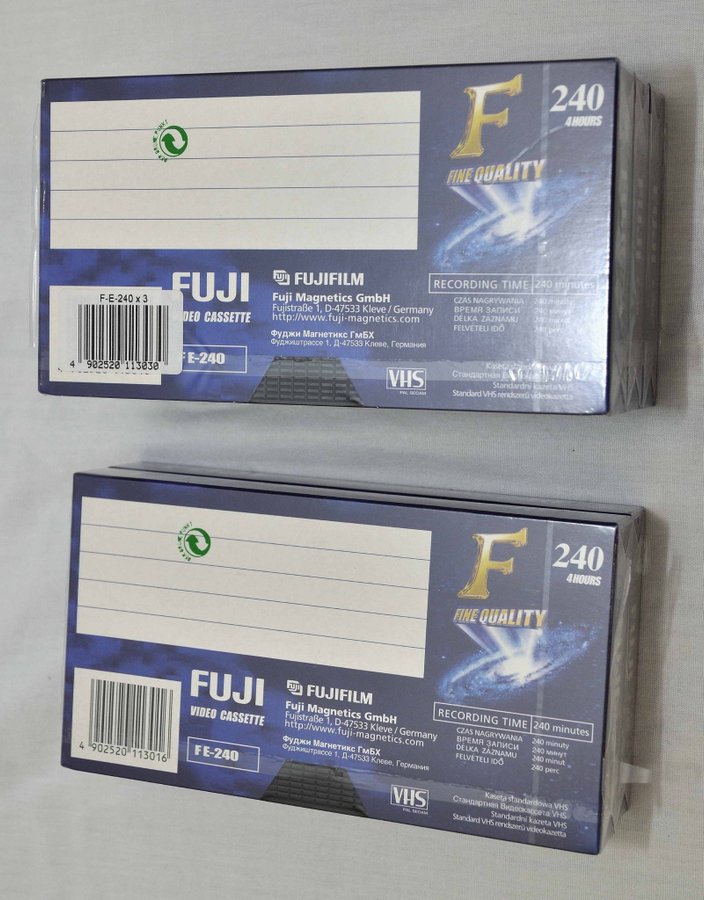 F
240
4 HOURS
FINE QUALITY
FUJI
VIDEO CASSETTE
FUJIFILM
Fuji Magnetics GmbH
Fujistraße 1, D-47533 Kleve / Germany
http://www.fuji-magnetics.com
Фуджи Магнетикс ГмБХ
Фуджиштрассе 1, Д-47533 Клеве, Германия
RECORDING TIME 240 minutes
CZAS NAGRYWANIA 240 minuty
ВРЕМЯ ЗАПИСИ 240 минут
DÉLKA ZÁZNAMU 240 minut
FELVÉTELI IDŐ 240 perc
F-E-240 x 3
4 902520 113030
FE-240
VHS
PAL SECAM
Kaseta
Стандартная
Standardní kazeta VHS
Standard VHS rendszerű videokazetta
F
240
4 HOURS
FINE QUALITY
FUJI
VIDEO CASSETTE
FUJIFILM
Fuji Magnetics GmbH
Fujistraße 1, D-47533 Kleve / Germany
http://www.fuji-magnetics.com
Фуджи Магнетикс ГмБХ
Фуджиштрассе 1, Д-47533 Клеве, Германия
RECORDING TIME 240 minutes
CZAS NAGRYWANIA 240 minuty
ВРЕМЯ ЗАПИСИ 240 минут
DÉLKA ZÁZNAMU 240 minut
FELVÉTELI IDŐ 240 perc
4 902520 113016
FE-240
VHS
PAL SECAM
Kaseta standardowa VHS
Стандартная Видеокассета VHS
Standardní kazeta VHS
Standard VHS rendszerű videokazetta